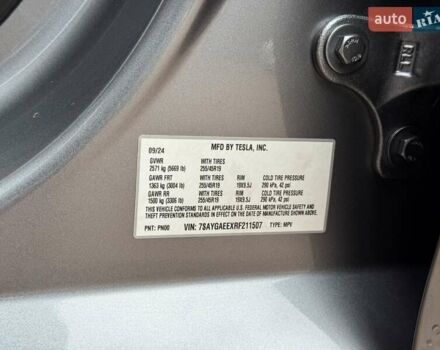 auto RIA
RLL
09/24 MFD BY TESLA, INC.
GVWR WITH TIRES
2571 kg (5669 lb) 255/45R19
GAWR FRT WITH TIRES RIM COLD TIRE PRESSURE
1363 kg (3004 lb) 255/45R19 19X9.5J 290 kPa, 42 psi
GAWR RR WITH TIRES RIM COLD TIRE PRESSURE
1500 kg (3306 lb) 255/45R19 19X9.5J 290 kPa, 42 psi
THIS VEHICLE CONFORMS TO ALL APPLICABLE U.S. FEDERAL MOTOR VEHICLE SAFETY,
BUMPER, AND THEFT PREVENTION STANDARDS IN EFFECT ON THE DATE OF MANUFACTURE SHOWN ABOVE.
PNT: PN00 VIN: 7SAYGAEEXRF211507 TYPE: MPV